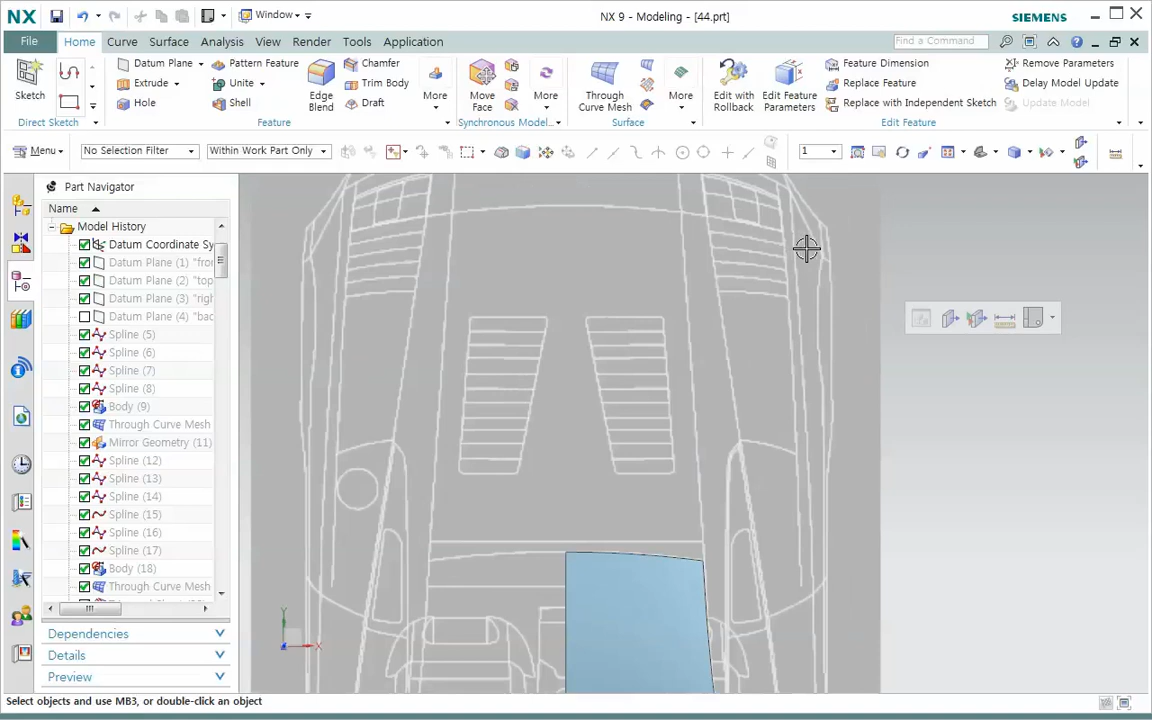 NX
Window
NX 9 - Modeling - [44.prt]
SIEMENS
File
Home
Curve
Surface
Analysis
View
Render
Tools
Application
Find a Command
Sketch
Direct Sketch
Datum Plane
Extrude
Hole
Pattern Feature
Unite
Shell
Edge Blend
Chamfer
Trim Body
Draft
More
Feature
Move Face
More
Synchronous Model...
Through Curve Mesh
More
Surface
Edit with Rollback
Edit Feature Parameters
Feature Dimension
Replace Feature
Replace with Independent Sketch
Remove Parameters
Delay Model Update
Update Model
Edit Feature
Menu
No Selection Filter
Within Work Part Only
1
Part Navigator
Name
Model History
Datum Coordinate Sy
Datum Plane (1) "fron
Datum Plane (2) "top
Datum Plane (3) "righ
Datum Plane (4) "bac
Spline (5)
Spline (6)
Spline (7)
Spline (8)
Body (9)
Through Curve Mesh
Mirror Geometry (11)
Spline (12)
Spline (13)
Spline (14)
Spline (15)
Spline (16)
Spline (17)
Body (18)
Through Curve Mesh
Dependencies
Details
Preview
Y
X
Select objects and use MB3, or double-click an object